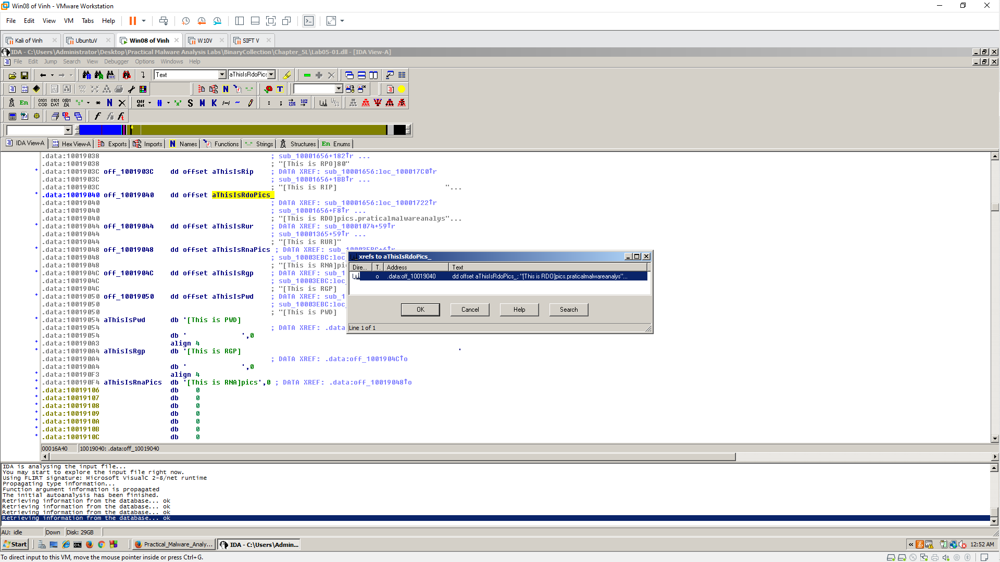 Win08 of Vinh - VMware Workstation
File Edit View VM Tabs Help
Kali of Vinh UbuntuV Win08 of Vinh W10V SIFT V
IDA - C:\Users\Administrator\Desktop\Practical Malware Analysis Labs\BinaryCollection\Chapter_5L\Lab05-01.dll - [IDA View-A]
File Edit Jump Search View Debugger Options Windows Help
Text aThisIsRdoPic
IDA View-A Hex View-A Exports Imports Names Functions Strings Structures En Enums
.data:10019038 ; sub_10001656+182↑r ...
.data:10019038 ; "[This is RPO]80"
.data:1001903C off_1001903C dd offset aThisIsRip ; DATA XREF: sub_10001656:loc_100017C0↑r
.data:1001903C ; sub_10001656+1BB↑r ...
.data:1001903C ; "[This is RIP] "...
.data:10019040 off_10019040 dd offset aThisIsRdoPics_
.data:10019040 ; DATA XREF: sub_10001656:loc_10001722↑r
.data:10019040 ; sub_10001656+F8↑r ...
.data:10019040 ; "[This is RDO]pics.praticalmalwareanalys"...
.data:10019044 off_10019044 dd offset aThisIsRur ; DATA XREF: sub_10001074+59↑r
.data:10019044 ; sub_10001365+59↑r ...
.data:10019044 ; "[This is RUR]"
.data:10019048 off_10019048 dd offset aThisIsRnaPics ; DATA XREF: sub_10003EBC+6↑r
.data:10019048 ; sub_10003EBC:loc_
.data:10019048 ; "[This is RNA]pi
.data:1001904C off_1001904C dd offset aThisIsRgp ; DATA XREF: sub_1
.data:1001904C ; sub_10003EBC:loc_
.data:1001904C ; "[This is RGP]
.data:10019050 off_10019050 dd offset aThisIsPwd ; DATA XREF: sub_1
.data:10019050 ; sub_10003EBC:loc_
.data:10019050 ; "[This is PWD]
.data:10019054 aThisIsPwd db '[This is PWD]
.data:10019054 ; DATA XREF: .data
.data:10019054 db ' ',0
.data:100190A3 align 4
.data:100190A4 aThisIsRgp db '[This is RGP] '
.data:100190A4 ; DATA XREF: .data:off_1001904C↑o
.data:100190A4 db ' ',0
.data:100190F3 align 4
.data:100190F4 aThisIsRnaPics db '[This is RNA]pics',0 ; DATA XREF: .data:off_10019048↑o
.data:10019106 db 0
.data:10019107 db 0
.data:10019108 db 0
.data:10019109 db 0
.data:1001910A db 0
.data:1001910B db 0
.data:1001910C db 0
xrefs to aThisIsRdoPics_
Dire... T. Address Text
o .data:off_10019040 dd offset aThisIsRdoPics_; "[This is RDO]pics.praticalmalwareanalys"...
OK Cancel Help Search
Line 1 of 1
00016A40 10019040: .data:off_10019040
IDA is analysing the input file...
You may start to explore the input file right now.
Using FLIRT signature: Microsoft VisualC 2-8/net runtime
Propagating type information...
Function argument information is propagated
The initial autoanalysis has been finished.
Retrieving information from the database... ok
Retrieving information from the database... ok
Retrieving information from the database... ok
Retrieving information from the database... ok
AU: idle Down Disk: 29GB
Start Practical_Malware_Analy... IDA - C:\Users\Admin... 12:52 AM
To direct input to this VM, move the mouse pointer inside or press Ctrl+G.